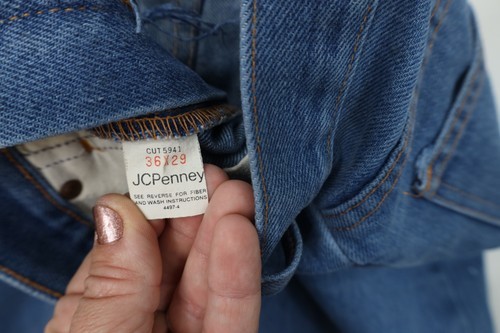 CUT 5941
36X29
JCPenney
SEE REVERSE FOR FIBER
AND WASH INSTRUCTIONS
4497-4